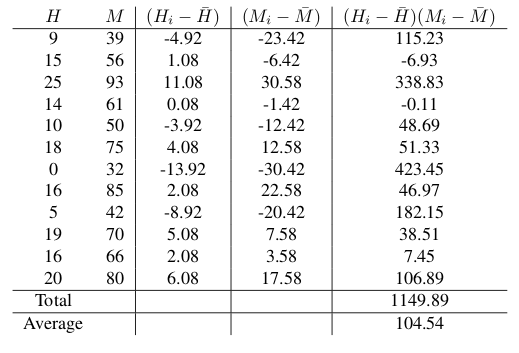 H M (H_i − H̄) (M_i − M̄) (H_i − H̄)(M_i − M̄)
9 39 -4.92 -23.42 115.23
15 56 1.08 -6.42 -6.93
25 93 11.08 30.58 338.83
14 61 0.08 -1.42 -0.11
10 50 -3.92 -12.42 48.69
18 75 4.08 12.58 51.33
0 32 -13.92 -30.42 423.45
16 85 2.08 22.58 46.97
5 42 -8.92 -20.42 182.15
19 70 5.08 7.58 38.51
16 66 2.08 3.58 7.45
20 80 6.08 17.58 106.89
Total 1149.89
Average 104.54